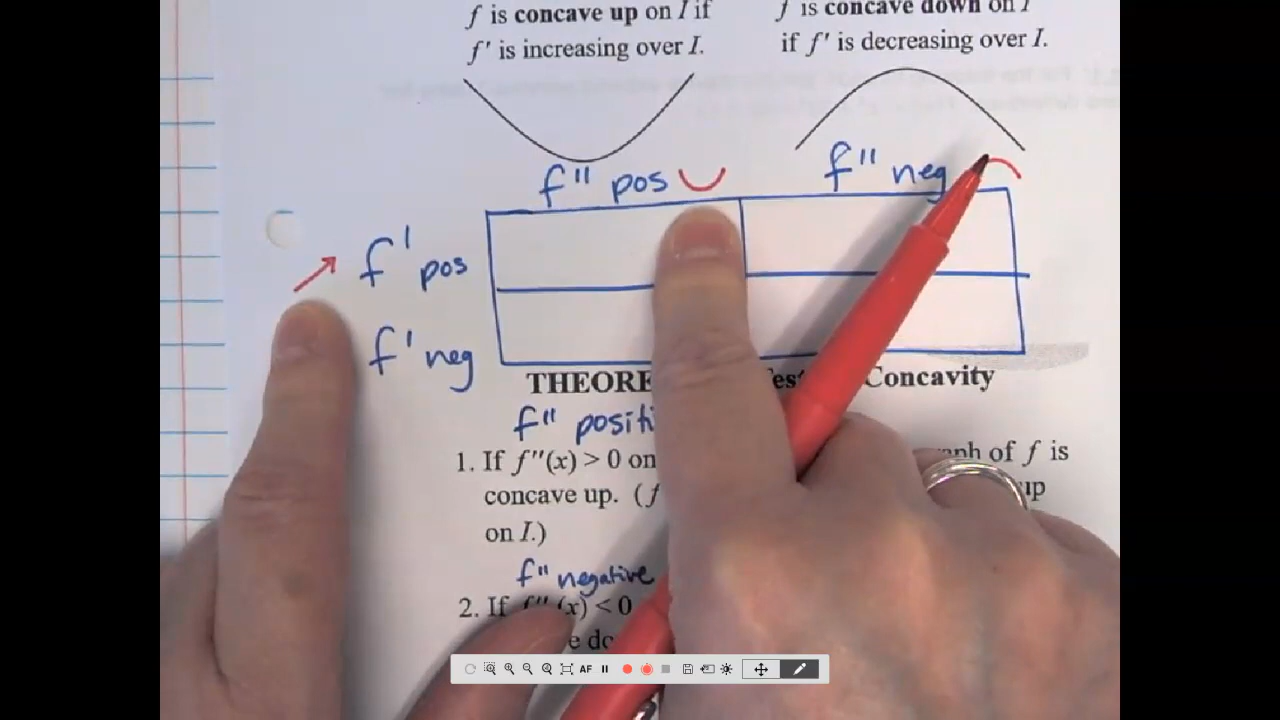 f is concave up on I if
f' is increasing over I.
f is concave down on I
if f' is decreasing over I.
f" pos
f" neg
f' pos
f' neg
THEORE Concavity
f" positi
1. If f"(x) > 0 on of f is
concave up. (f up
on I.)
f" negative
2. If f"(x) < 0
AF